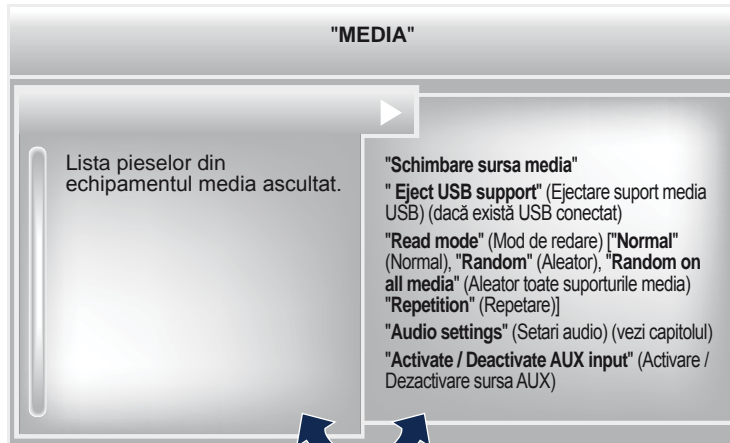 "MEDIA"
Lista pieselor din
echipamentul media ascultat.
"Schimbare sursa media"
" Eject USB support" (Ejectare suport media
USB) (dacă există USB conectat)
"Read mode" (Mod de redare) ["Normal"
(Normal), "Random" (Aleator), "Random on
all media" (Aleator toate suporturile media)
"Repetition" (Repetare)]
"Audio settings" (Setari audio) (vezi capitolul)
"Activate / Deactivate AUX input" (Activare /
Dezactivare sursa AUX)